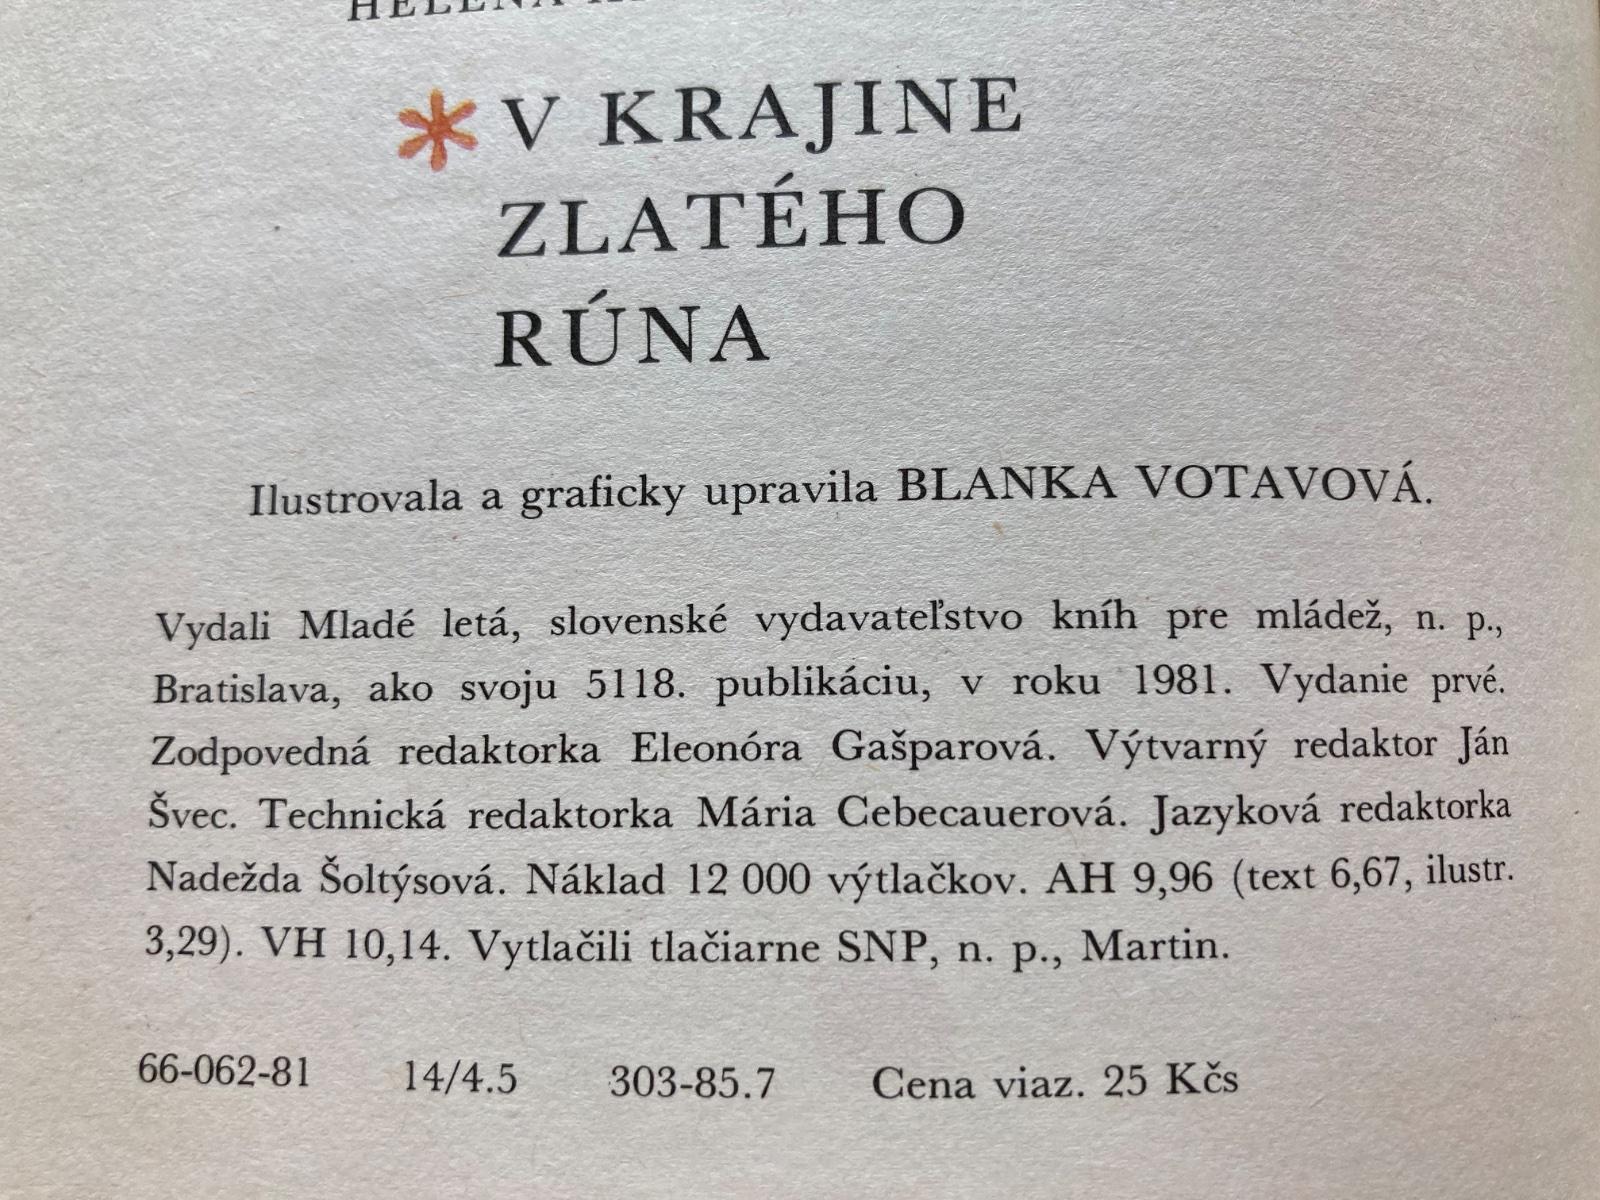 HELENA
* V KRAJINE
ZLATÉHO
RÚNA
Ilustrovala a graficky upravila BLANKA VOTAVOVÁ.
Vydali Mladé letá, slovenské vydavateľstvo kníh pre mládež, n. p.,
Bratislava, ako svoju 5118. publikáciu, v roku 1981. Vydanie prvé.
Zodpovedná redaktorka Eleonóra Gašparová. Výtvarný redaktor Ján
Švec. Technická redaktorka Mária Cebecauerová. Jazyková redaktorka
Nadežda Šoltýsová. Náklad 12 000 výtlačkov. AH 9,96 (text 6,67, ilustr.
3,29). VH 10,14. Vytlačili tlačiarne SNP, n. p., Martin.
66-062-81 14/4.5 303-85.7 Cena viaz. 25 Kčs